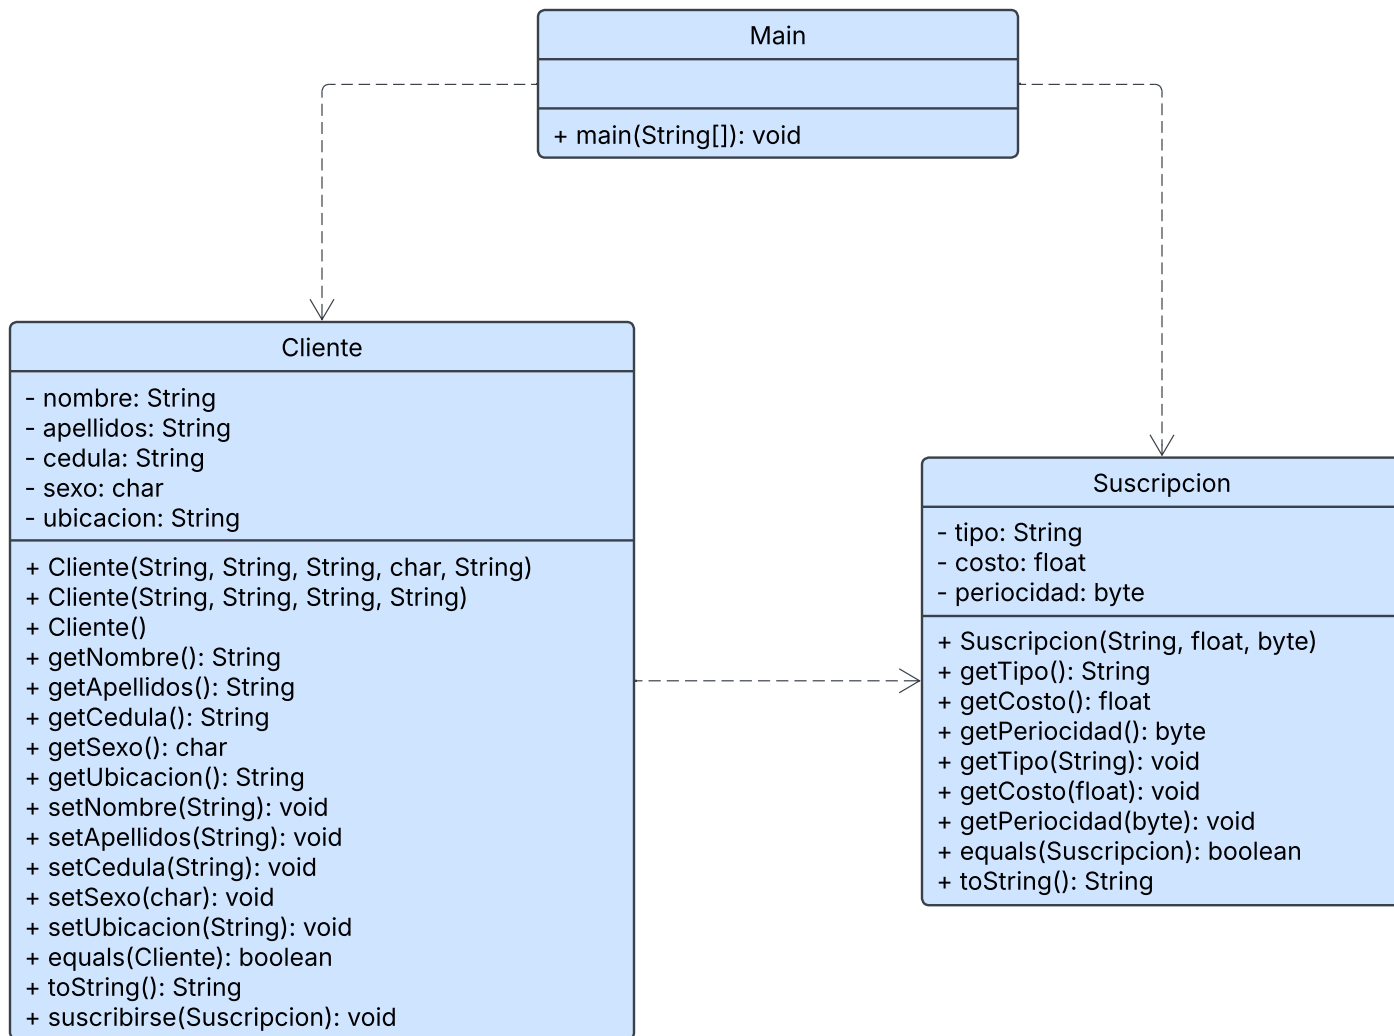 Main
+ main(String[]): void
Cliente
- nombre: String
- apellidos: String
- cedula: String
- sexo: char
- ubicacion: String
+ Cliente(String, String, String, char, String)
+ Cliente(String, String, String, String)
+ Cliente()
+ getNombre(): String
+ getApellidos(): String
+ getCedula(): String
+ getSexo(): char
+ getUbicacion(): String
+ setNombre(String): void
+ setApellidos(String): void
+ setCedula(String): void
+ setSexo(char): void
+ setUbicacion(String): void
+ equals(Cliente): boolean
+ toString(): String
+ suscribirse(Suscripcion): void
Suscripcion
- tipo: String
- costo: float
- periocidad: byte
+ Suscripcion(String, float, byte)
+ getTipo(): String
+ getCosto(): float
+ getPeriocidad(): byte
+ getTipo(String): void
+ getCosto(float): void
+ getPeriocidad(byte): void
+ equals(Suscripcion): boolean
+ toString(): String